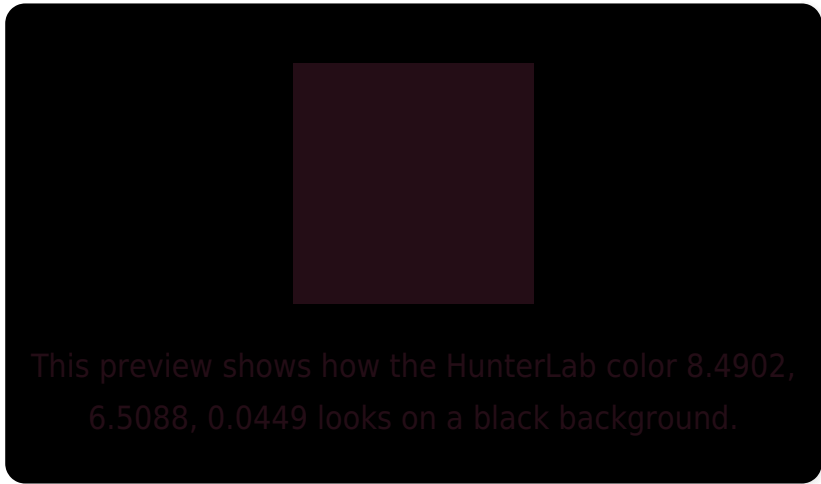 This preview shows how the HunterLab color 8.4902,
6.5088, 0.0449 looks on a black background.